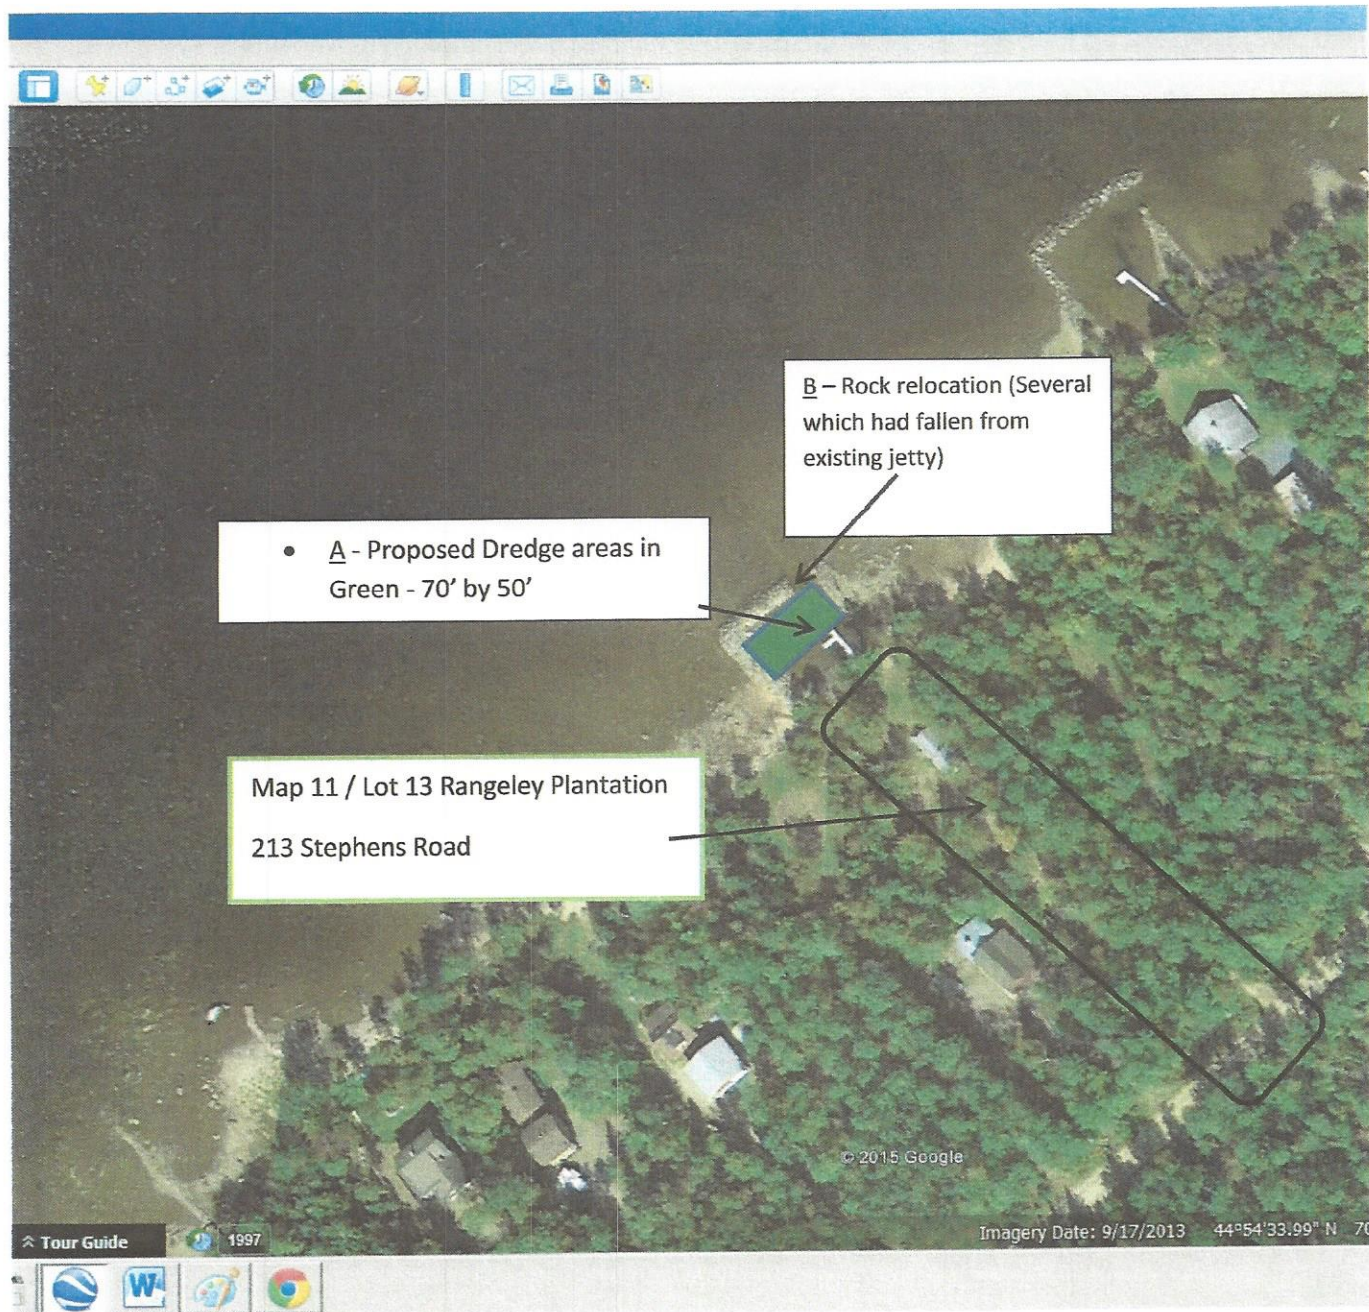 B – Rock relocation (Several
which had fallen from
existing jetty)
• A - Proposed Dredge areas in
Green - 70' by 50'
Map 11 / Lot 13 Rangeley Plantation
213 Stephens Road
© 2015 Google
Tour Guide
1997
Imagery Date: 9/17/2013 44°54'33.99" N 70
W